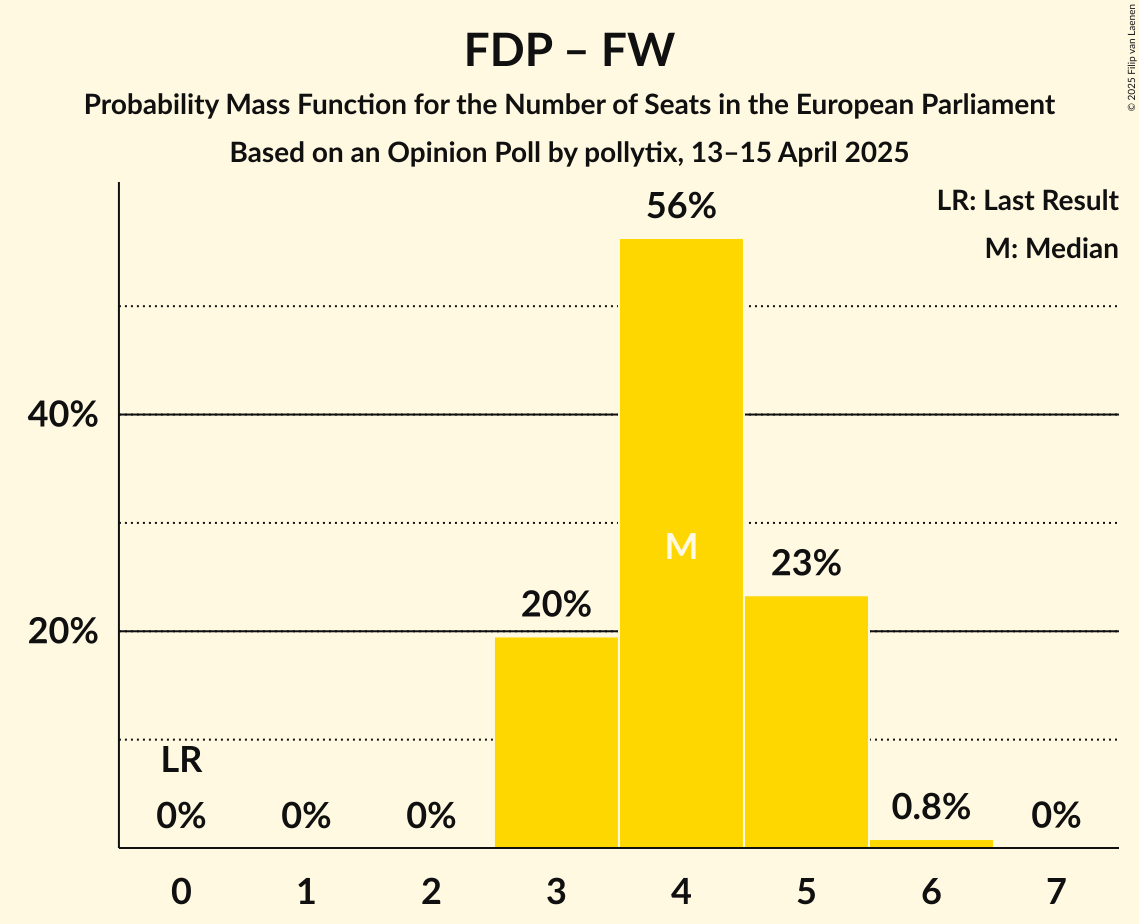 FDP – FW
Probability Mass Function for the Number of Seats in the European Parliament
Based on an Opinion Poll by pollytix, 13–15 April 2025
© 2025 Filip van Laenen
LR: Last Result
M: Median
56%
40%
M
23%
20%
20%
LR
0%
0%
0%
0.8%
0%
0
1
2
3
4
5
6
7